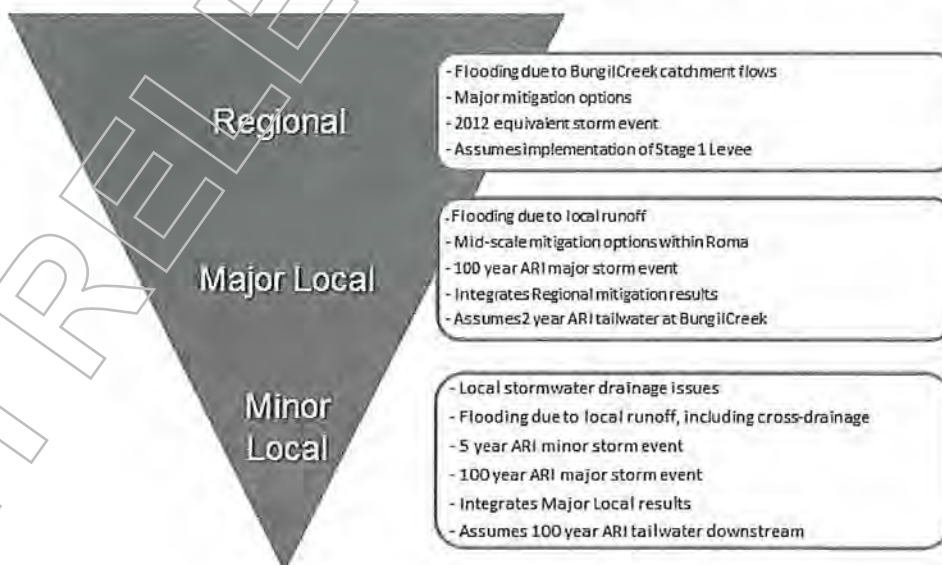 Regional
- Flooding due to Bungil Creek catchment flows
- Major mitigation options
- 2012 equivalent storm event
- Assumes implementation of Stage 1 Levee
Major Local
. Flooding due to local runoff
- Mid-scale mitigation options within Roma
- 100 year ARI major storm event
- Integrates Regional mitigation results
- Assumes 2 year ARI tailwater at Bungil Creek
Minor
Local
- Local stormwater drainage issues
- Flooding due to local runoff, including cross-drainage
- 5 year ARI minor storm event
- 100 year ARI major storm event
- Integrates Major Local results
- Assumes 100 year ARI tailwater downstream